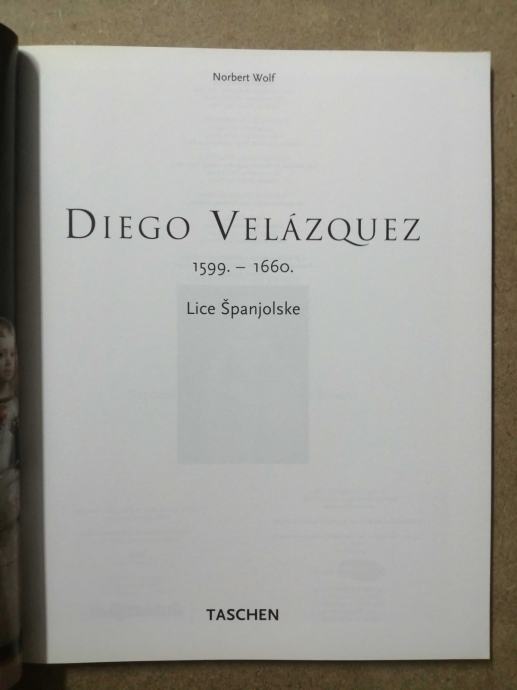 Norbert Wolf
DIEGO VELÁZQUEZ
1599. – 1660.
Lice Španjolske
TASCHEN